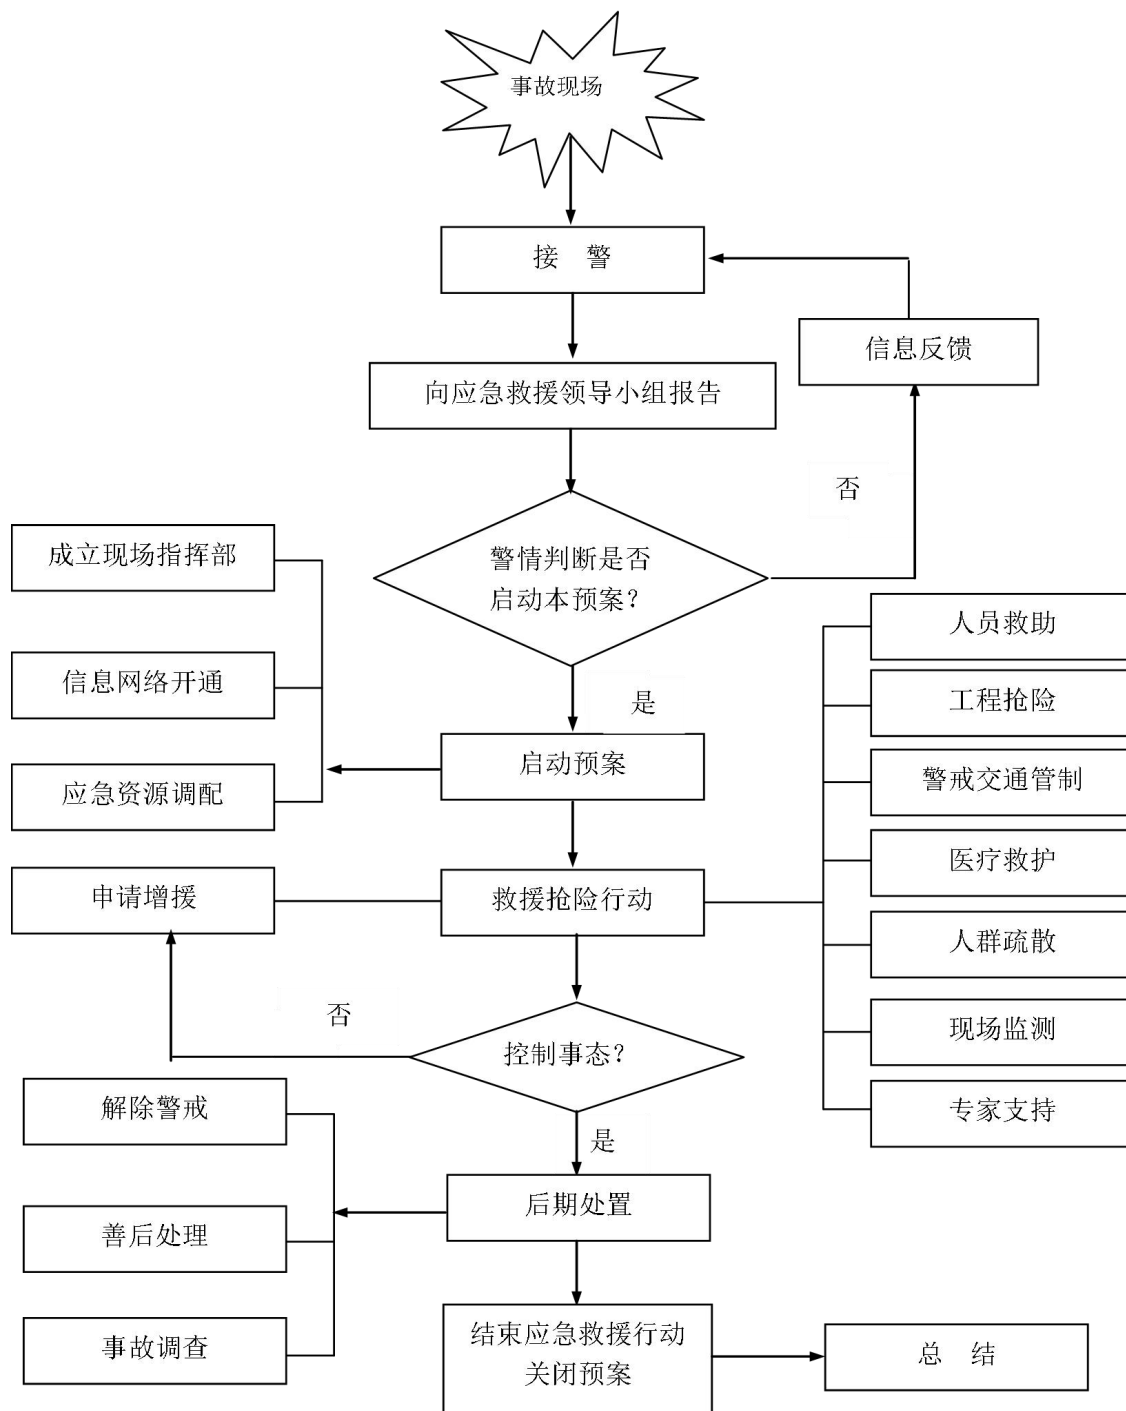 事故现场
接 警
信息反馈
向应急救援领导小组报告
否
警情判断是否
启动本预案？
成立现场指挥部
人员救助
信息网络开通
是
工程抢险
启动预案
应急资源调配
警戒交通管制
医疗救护
申请增援
救援抢险行动
人群疏散
否
现场监测
控制事态？
解除警戒
专家支持
是
后期处置
善后处理
结束应急救援行动
关闭预案
事故调查
总 结